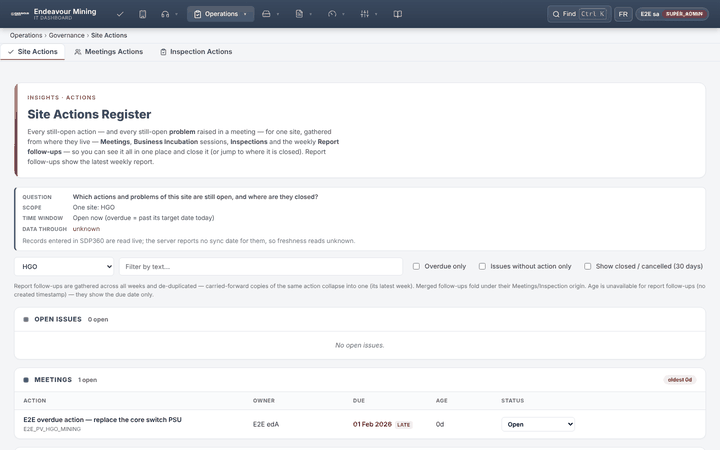 Endeavour Mining
IT DASHBOARD
Operations
Find
Ctrl K
FR
E2E sa
SUPER_ADMIN
Operations › Governance › Site Actions
Site Actions
Meetings Actions
Inspection Actions
INSIGHTS · ACTIONS
Site Actions Register
Every still-open action — and every still-open problem raised in a meeting — for one site, gathered
from where they live — Meetings, Business Incubation sessions, Inspections and the weekly Report
follow-ups — so you can see it all in one place and close it (or jump to where it is closed). Report
follow-ups show the latest weekly report.
QUESTION Which actions and problems of this site are still open, and where are they closed?
SCOPE One site: HGO
TIME WINDOW Open now (overdue = past its target date today)
DATA THROUGH unknown
Records entered in SDP360 are read live; the server reports no sync date for them, so freshness reads unknown.
HGO
Filter by text...
Overdue only
Issues without action only
Show closed / cancelled (30 days)
Report follow-ups are gathered across all weeks and de-duplicated — carried-forward copies of the same action collapse into one (its latest week). Merged follow-ups fold under their Meetings/Inspection origin. Age is unavailable for report follow-ups (no
created timestamp) — they show the due date only.
OPEN ISSUES 0 open
No open issues.
MEETINGS 1 open
oldest 0d
ACTION OWNER DUE AGE STATUS
E2E overdue action — replace the core switch PSU E2E edA 01 Feb 2026 LATE 0d Open
E2E_PV_HGO_MINING